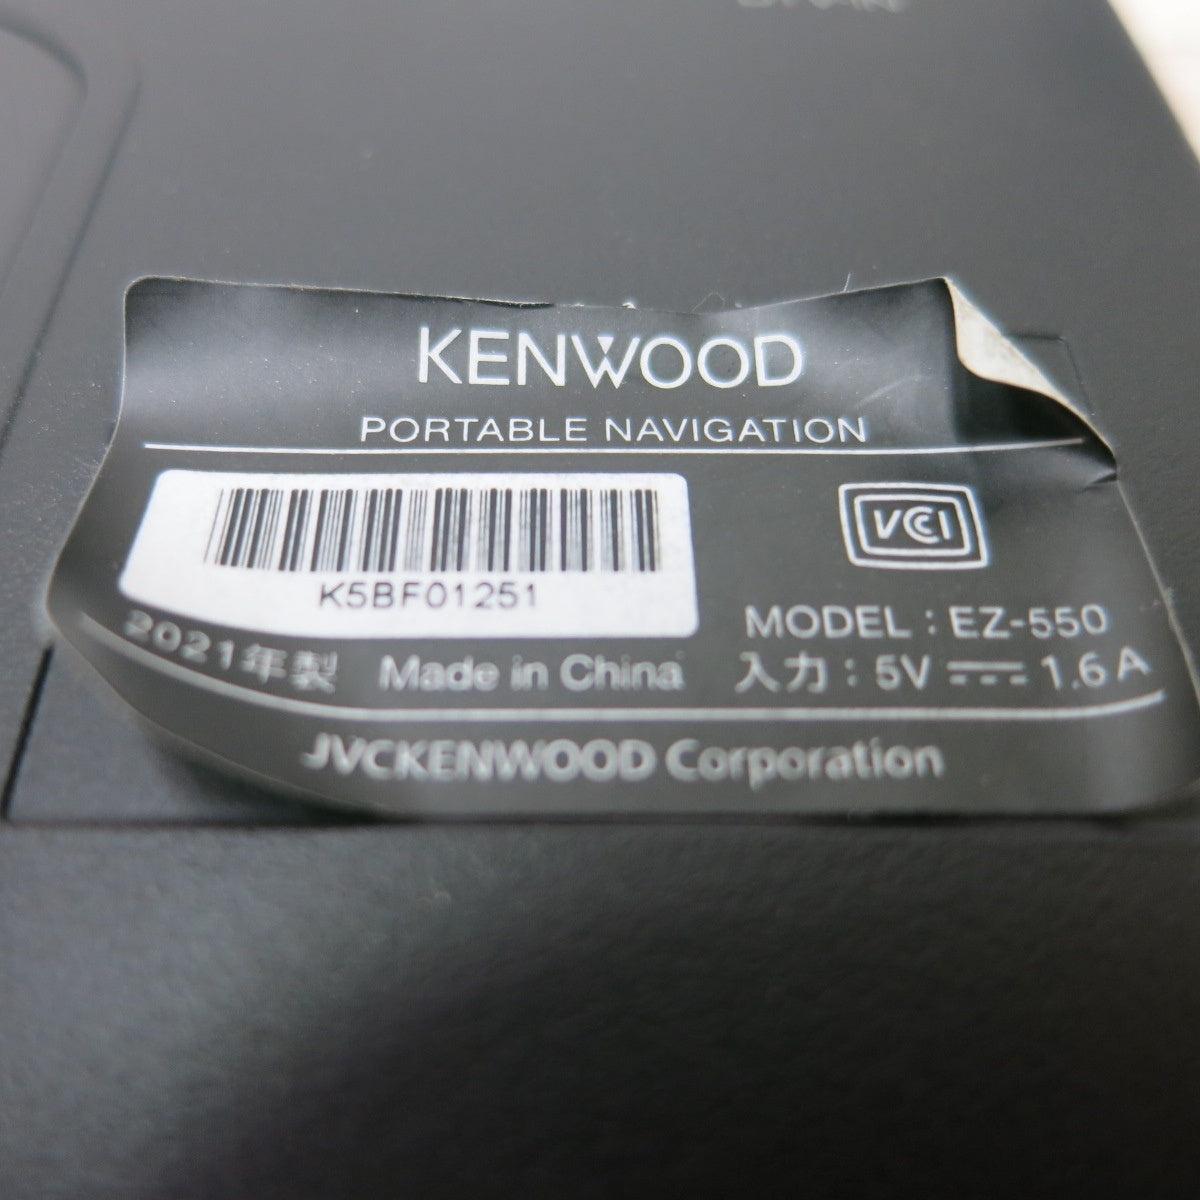 KENWOOD
PORTABLE NAVIGATION
K5BF01251
VCCI
MODEL : EZ-550
2021年製 Made in China
入力 : 5V ⎓ 1.6 A
JVCKENWOOD Corporation